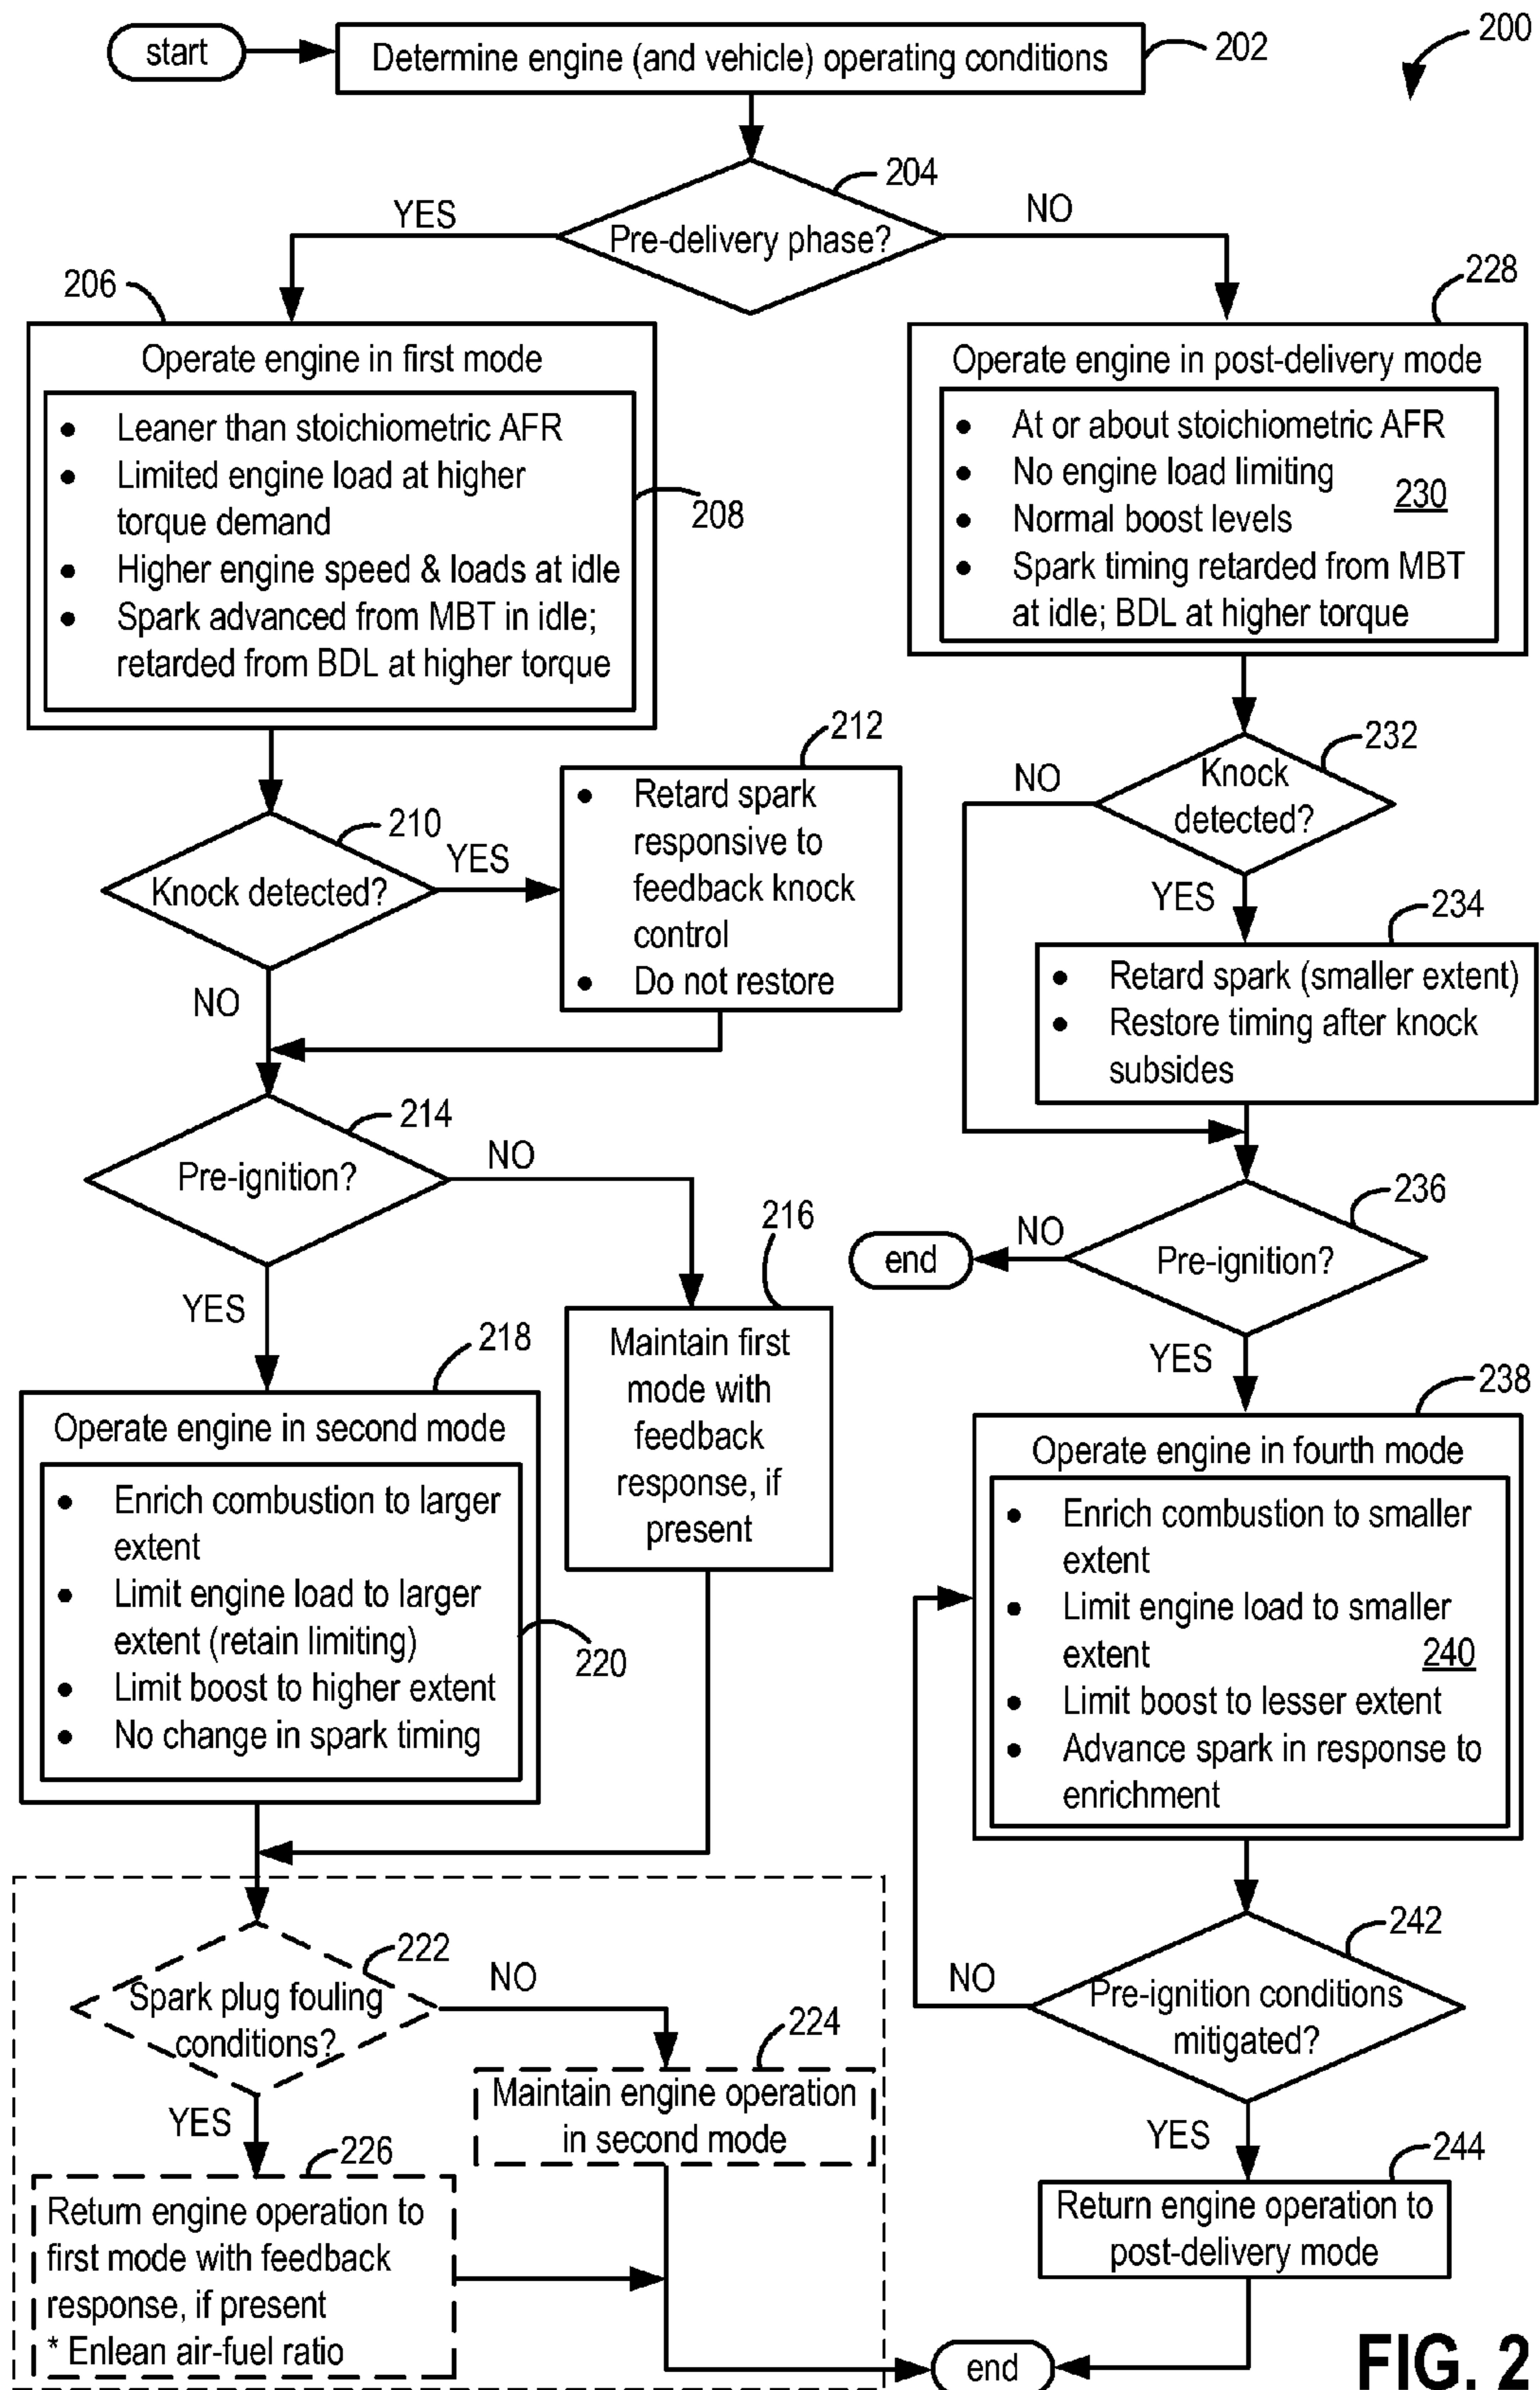 start
Determine engine (and vehicle) operating conditions
202
200
204
Pre-delivery phase?
YES
NO
206
Operate engine in first mode
• Leaner than stoichiometric AFR
• Limited engine load at higher
torque demand
• Higher engine speed & loads at idle
• Spark advanced from MBT in idle;
retarded from BDL at higher torque
208
228
Operate engine in post-delivery mode
• At or about stoichiometric AFR
• No engine load limiting
• Normal boost levels
• Spark timing retarded from MBT
at idle; BDL at higher torque
230
210
Knock detected?
YES
NO
212
• Retard spark
responsive to
feedback knock
control
• Do not restore
232
Knock
detected?
NO
YES
234
• Retard spark (smaller extent)
• Restore timing after knock
subsides
214
Pre-ignition?
NO
YES
216
Maintain first
mode with
feedback
response, if
present
236
Pre-ignition?
NO
end
YES
218
Operate engine in second mode
• Enrich combustion to larger
extent
• Limit engine load to larger
extent (retain limiting)
• Limit boost to higher extent
• No change in spark timing
220
238
Operate engine in fourth mode
• Enrich combustion to smaller
extent
• Limit engine load to smaller
extent
• Limit boost to lesser extent
• Advance spark in response to
enrichment
240
222
Spark plug fouling
conditions?
NO
YES
224
Maintain engine operation
in second mode
226
Return engine operation to
first mode with feedback
response, if present
* Enlean air-fuel ratio
242
Pre-ignition conditions
mitigated?
NO
YES
244
Return engine operation to
post-delivery mode
end
FIG. 2